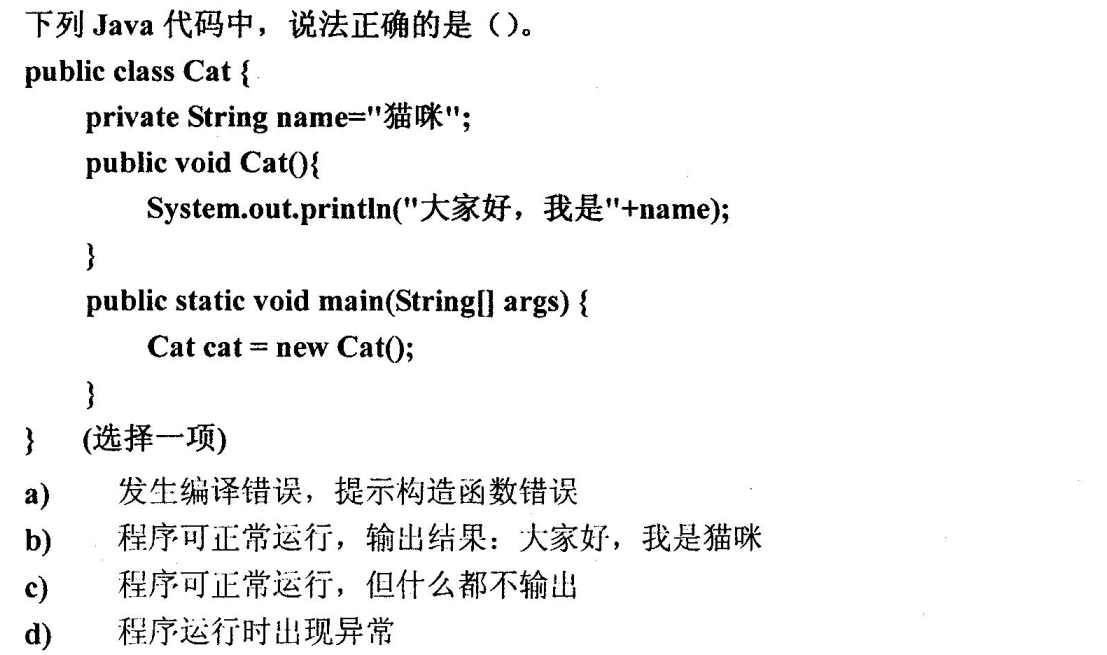 下列 Java 代码中，说法正确的是（）。
public class Cat {
private String name="猫咪";
public void Cat(){
System.out.println("大家好，我是"+name);
}
public static void main(String[] args) {
Cat cat = new Cat();
}
} (选择一项)
a) 发生编译错误，提示构造函数错误
b) 程序可正常运行，输出结果：大家好，我是猫咪
c) 程序可正常运行，但什么都不输出
d) 程序运行时出现异常